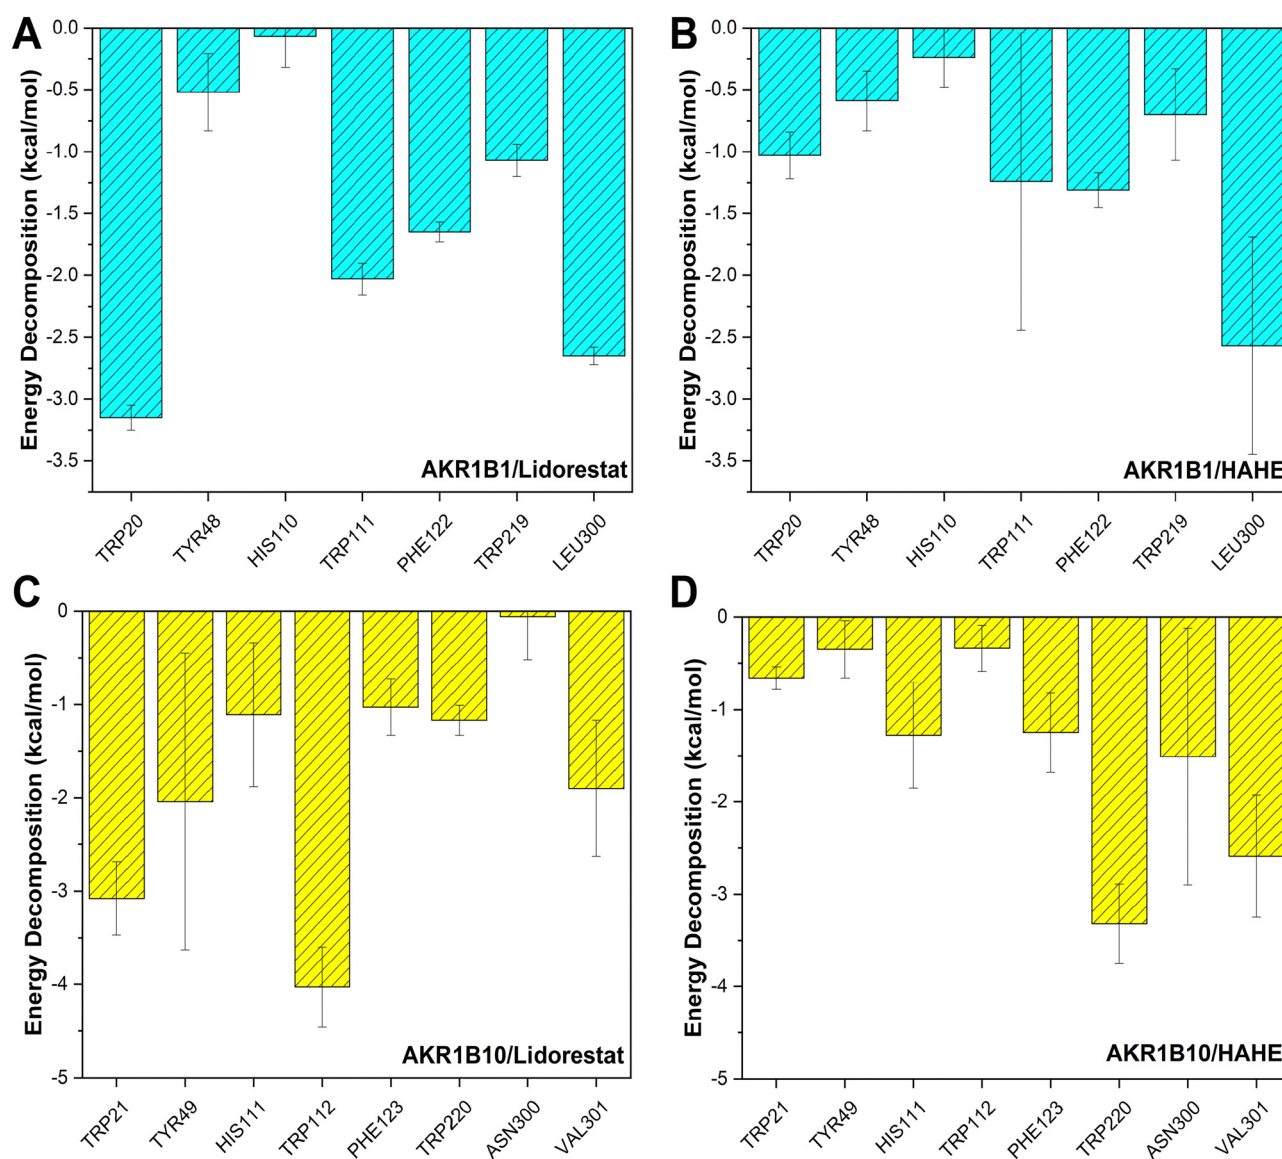 A
Energy Decomposition (kcal/mol)
0.0
-0.5
-1.0
-1.5
-2.0
-2.5
-3.0
-3.5
AKR1B1/Lidorestat
TRP20 TYR48 HIS110 TRP111 PHE122 TRP219 LEU300
B
Energy Decomposition (kcal/mol)
0.0
-0.5
-1.0
-1.5
-2.0
-2.5
-3.0
-3.5
AKR1B1/HAHE
TRP20 TYR48 HIS110 TRP111 PHE122 TRP219 LEU300
C
Energy Decomposition (kcal/mol)
0
-1
-2
-3
-4
-5
AKR1B10/Lidorestat
TRP21 TYR49 HIS111 TRP112 PHE123 TRP220 ASN300 VAL301
D
Energy Decomposition (kcal/mol)
0
-1
-2
-3
-4
-5
AKR1B10/HAHE
TRP21 TYR49 HIS111 TRP112 PHE123 TRP220 ASN300 VAL301